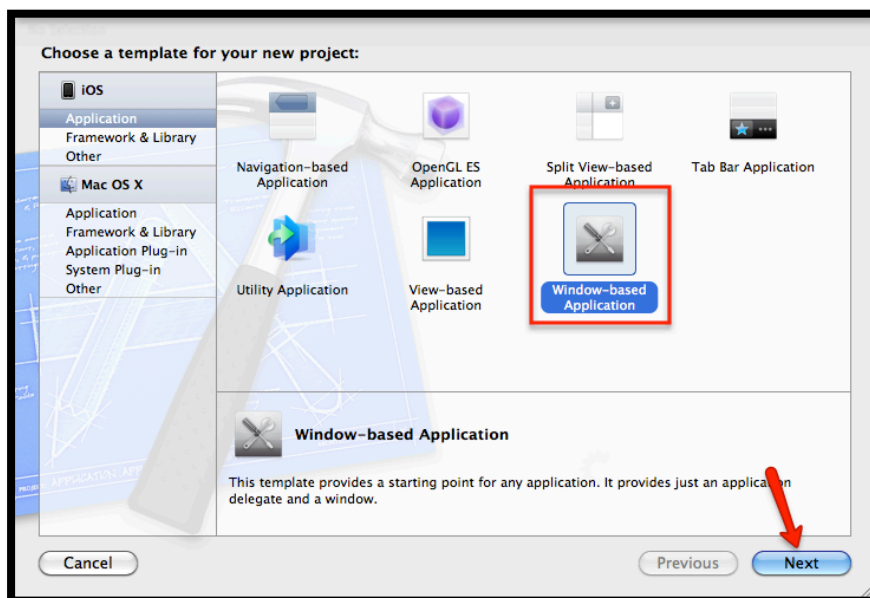 Choose a template for your new project:
iOS
Application
Framework & Library
Other
Mac OS X
Application
Framework & Library
Application Plug-in
System Plug-in
Other
Navigation-based
Application
OpenGL ES
Application
Split View-based
Application
Tab Bar Application
Utility Application
View-based
Application
Window-based
Application
Window-based Application
This template provides a starting point for any application. It provides just an application
delegate and a window.
Cancel
Previous
Next